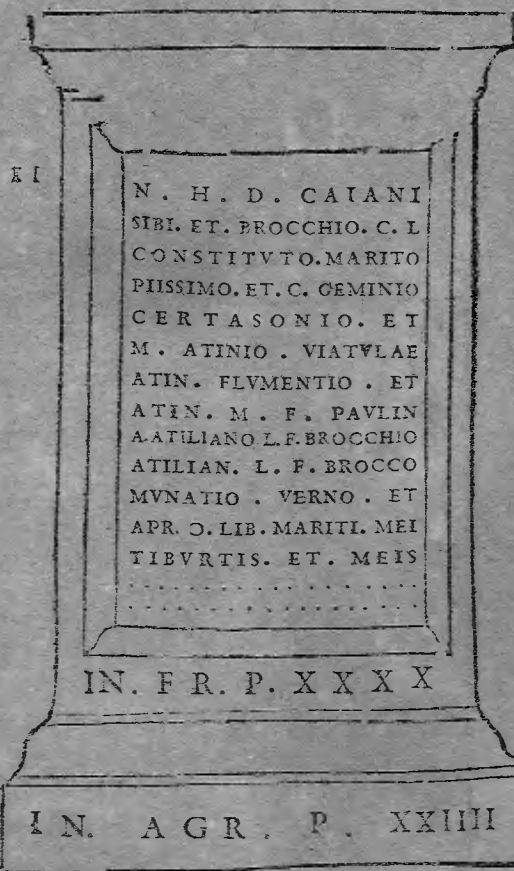 II
N. H. D. CAIANI
SIBI. ET. BROCCHIO. C. L
CONSTITVTO. MARITO
PIISSIMO. ET. C. GEMINIO
CERTASONIO. ET
M. ATINIO. VIATVLAE
ATIN. FLVMENTIO. ET
ATIN. M. F. PAVLIN
A. ATILIANO L. F. BROCCHIO
ATILIAN. L. F. BROCCO
MVNATIO. VERNO. ET
APR. Ɔ. LIB. MARITI. MEI
TIBVRTIS. ET. MEIS
. . . . . . . . . . . . . . . . .
. . . . . . . . . . . . . . . . .
IN. FR. P. XXXX
IN. AGR. P. XXIIII